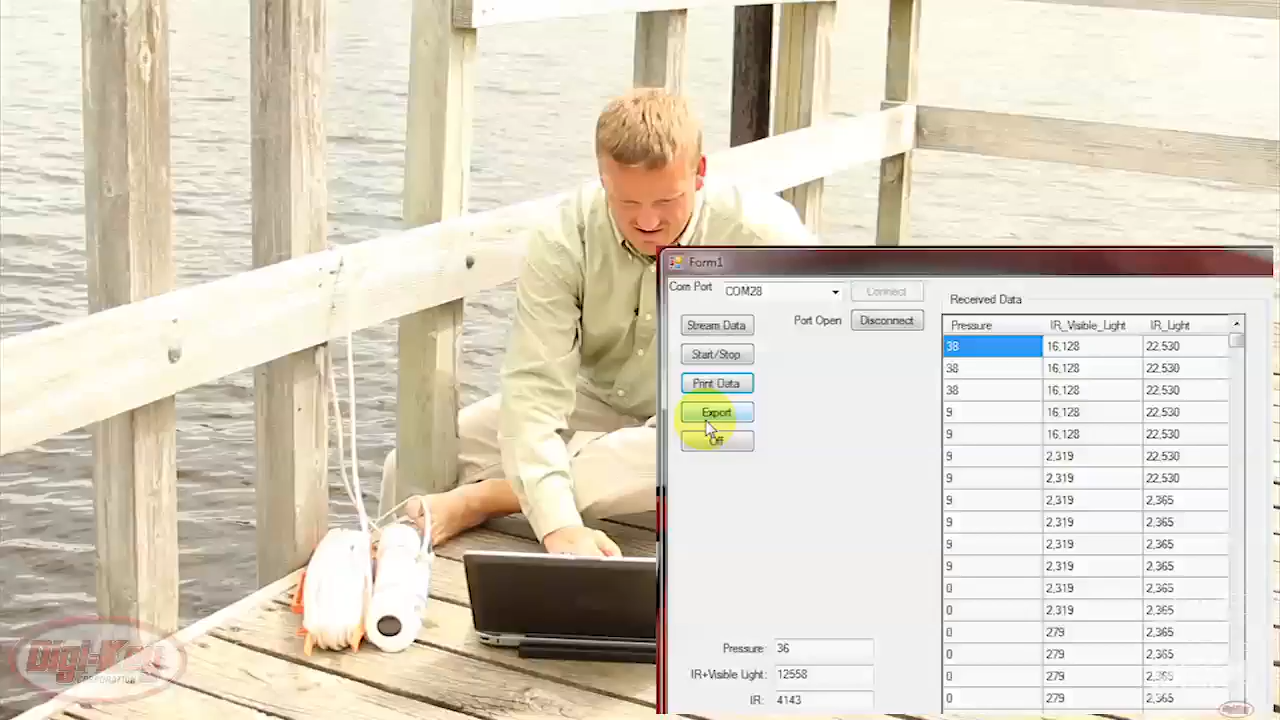 Form1
Com Port COM28 Connect
Port Open Disconnect
Stream Data
Start/Stop
Print Data
Export
Off
Received Data
Pressure IR_Visible_Light IR_Light
38 16,128 22,530
38 16,128 22,530
38 16,128 22,530
9 16,128 22,530
9 16,128 22,530
9 2,319 22,530
9 2,319 22,530
9 2,319 2,365
9 2,319 2,365
9 2,319 2,365
9 2,319 2,365
0 2,319 2,365
0 2,319 2,365
0 279 2,365
0 279 2,365
0 279 2,365
0 279 2,365
Pressure: 36
IR+Visible Light: 12558
IR: 4143
Digi-Key
CORPORATION